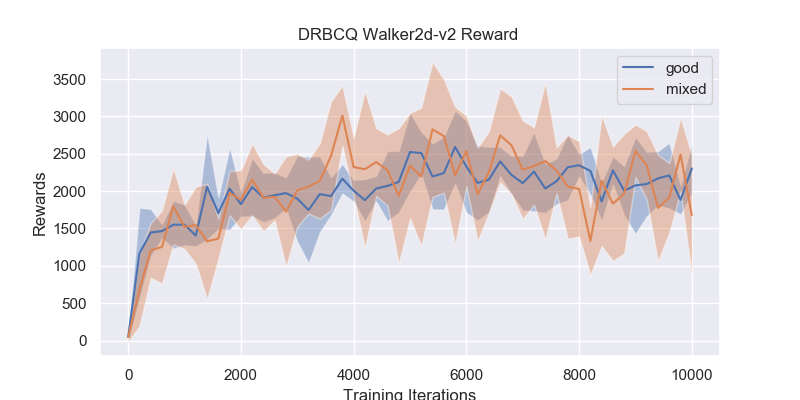 DRBCQ Walker2d-v2 Reward
good
mixed
Rewards
3500
3000
2500
2000
1500
1000
500
0
0 2000 4000 6000 8000 10000
Training Iterations